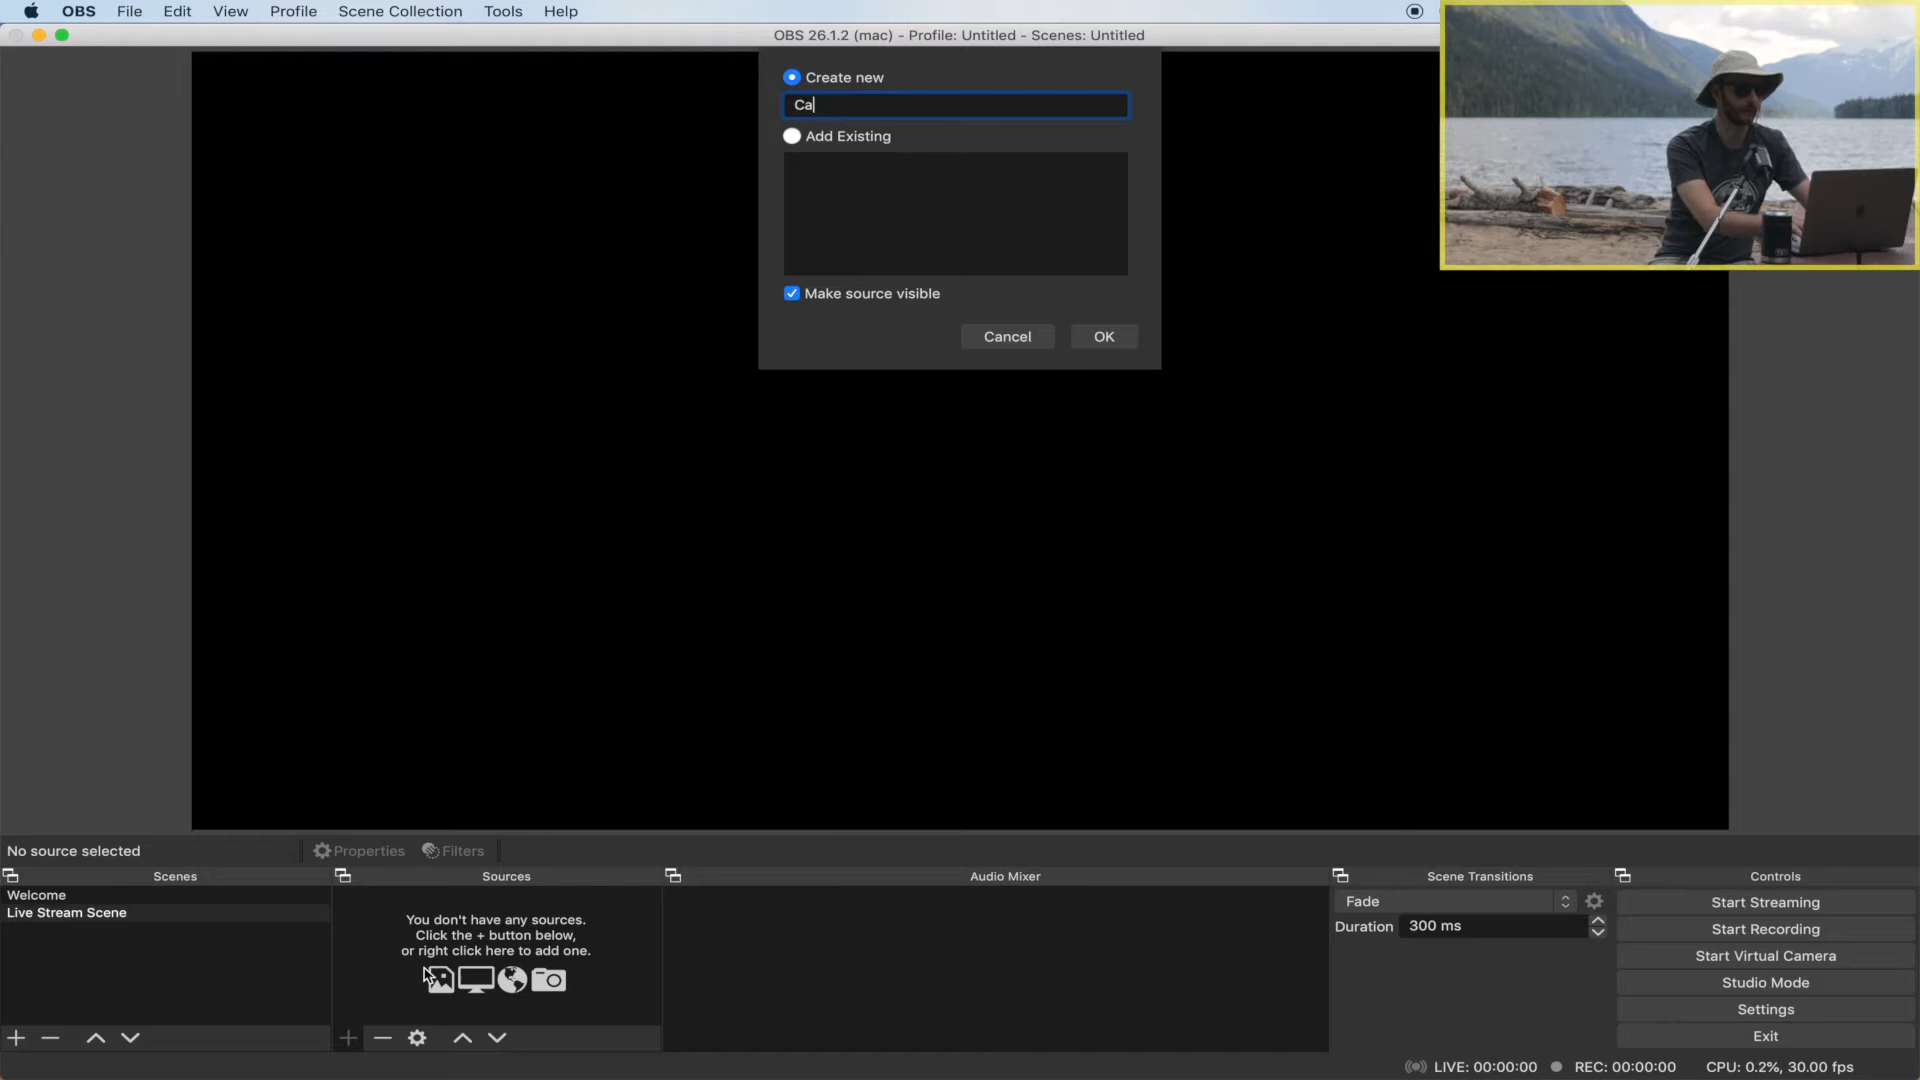 OBS File Edit View Profile Scene Collection Tools Help
OBS 26.1.2 (mac) - Profile: Untitled - Scenes: Untitled
Create new
Ca
Add Existing
Make source visible
Cancel OK
No source selected Properties Filters
Scenes Sources Audio Mixer Scene Transitions Controls
Welcome
Live Stream Scene
You don't have any sources.
Click the + button below,
or right click here to add one.
Fade
Duration 300 ms
Start Streaming
Start Recording
Start Virtual Camera
Studio Mode
Settings
Exit
LIVE: 00:00:00 REC: 00:00:00 CPU: 0.2%, 30.00 fps